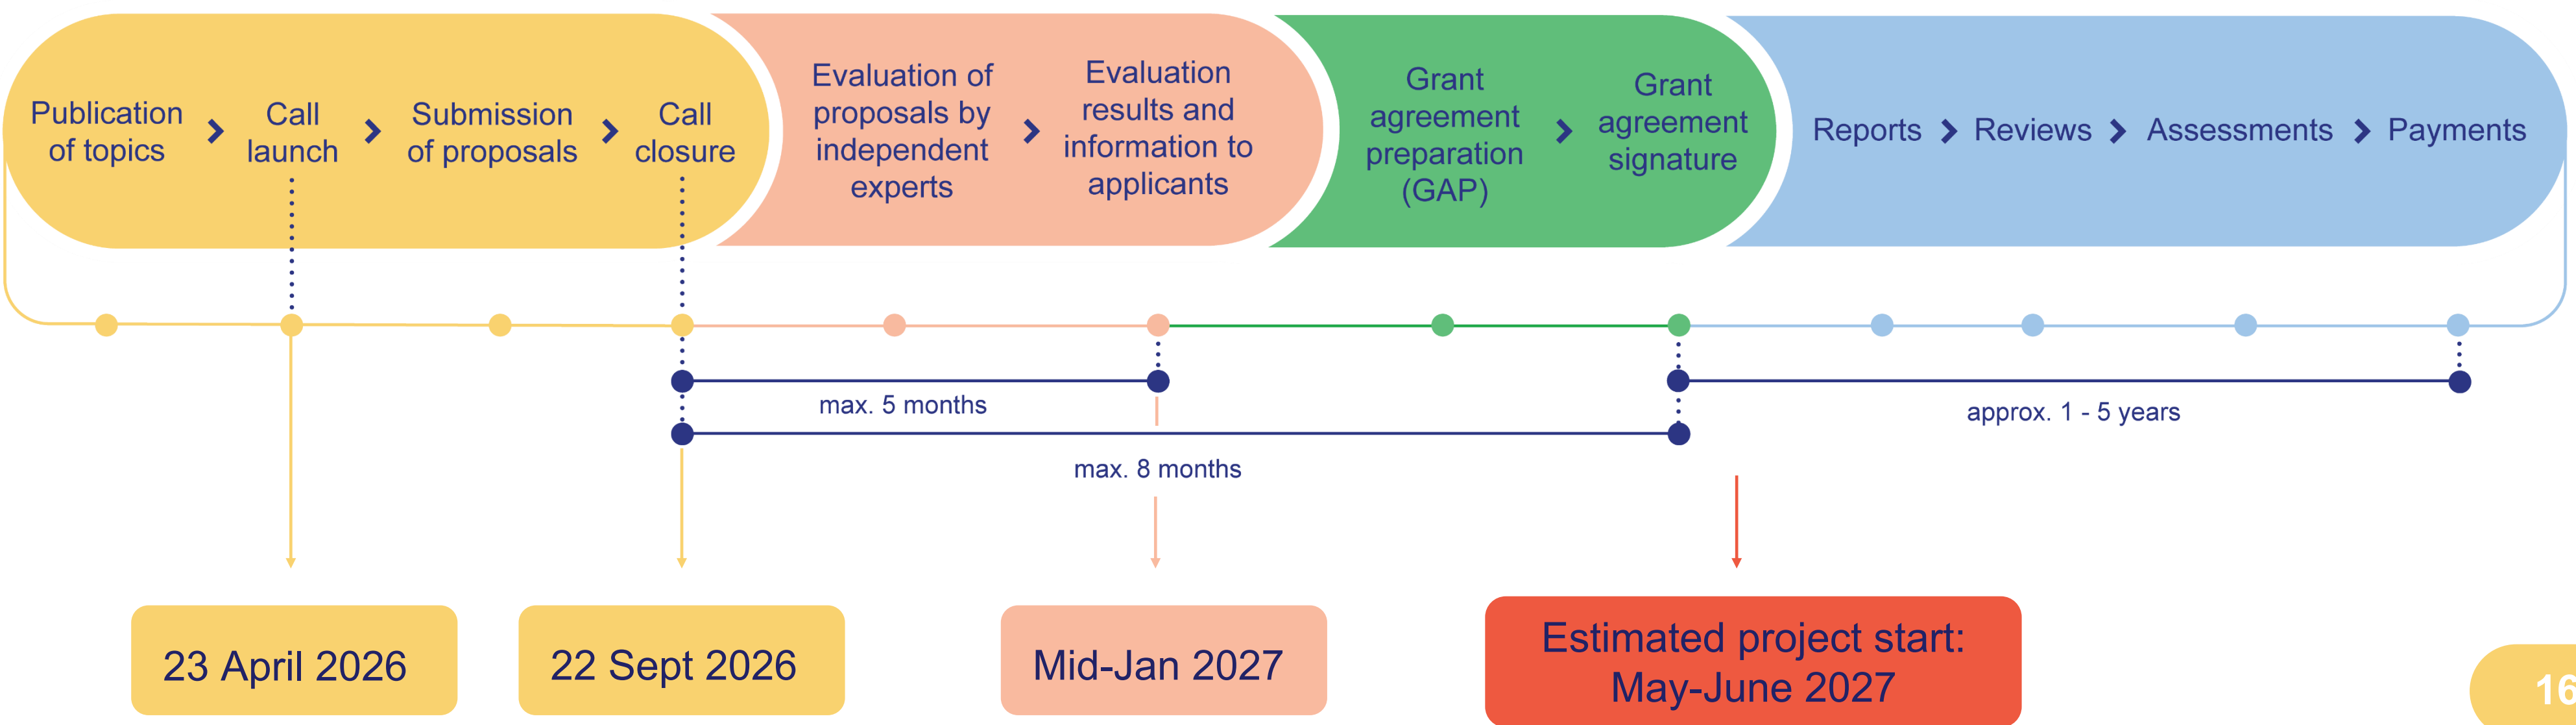 Publication
of topics
Call
launch
Submission
of proposals
Call
closure
Evaluation of
proposals by
independent
experts
Evaluation
results and
information to
applicants
Grant
agreement
preparation
(GAP)
Grant
agreement
signature
Reports
Reviews
Assessments
Payments
max. 5 months
approx. 1 - 5 years
max. 8 months
23 April 2026
22 Sept 2026
Mid-Jan 2027
Estimated project start:
May-June 2027
16